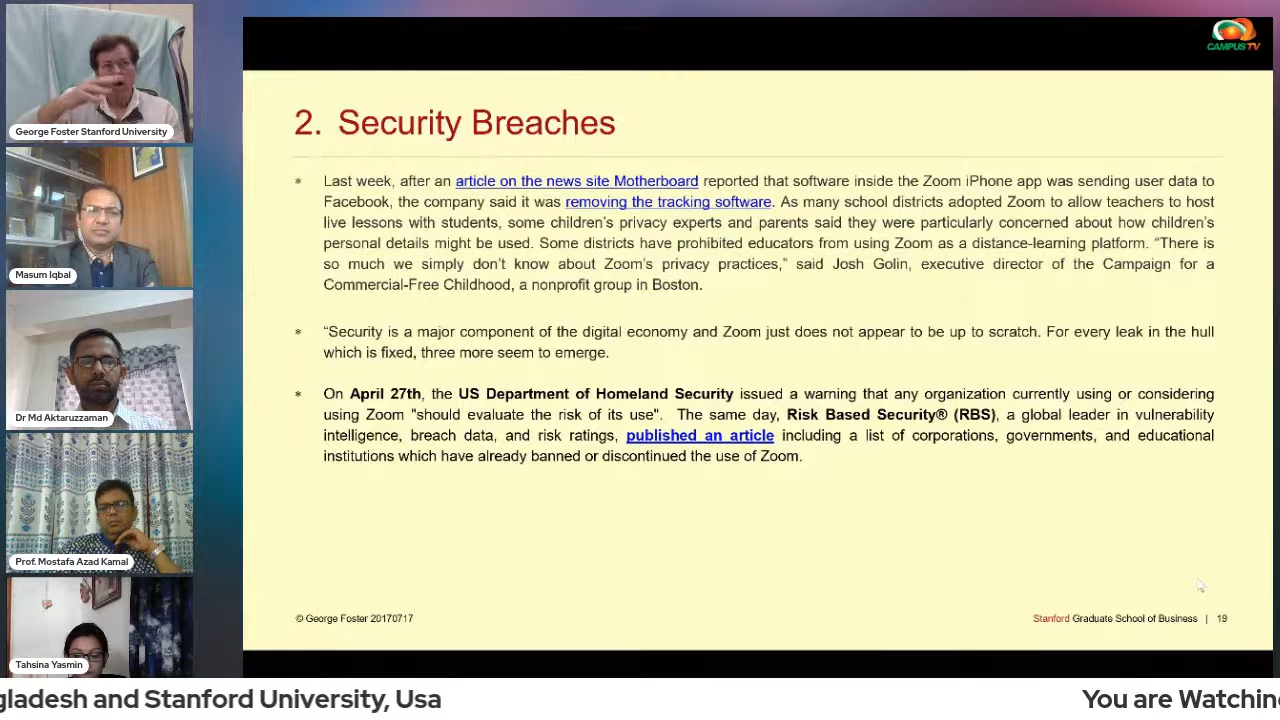 CAMPUS TV
George Foster Stanford University
Masum Iqbal
Dr Md Aktaruzzaman
Prof. Mostafa Azad Kamal
Tahsina Yasmin
2. Security Breaches
* Last week, after an article on the news site Motherboard reported that software inside the Zoom iPhone app was sending user data to
Facebook, the company said it was removing the tracking software. As many school districts adopted Zoom to allow teachers to host
live lessons with students, some children’s privacy experts and parents said they were particularly concerned about how children’s
personal details might be used. Some districts have prohibited educators from using Zoom as a distance-learning platform. “There is
so much we simply don’t know about Zoom’s privacy practices,” said Josh Golin, executive director of the Campaign for a
Commercial-Free Childhood, a nonprofit group in Boston.
* “Security is a major component of the digital economy and Zoom just does not appear to be up to scratch. For every leak in the hull
which is fixed, three more seem to emerge.
* On April 27th, the US Department of Homeland Security issued a warning that any organization currently using or considering
using Zoom "should evaluate the risk of its use". The same day, Risk Based Security® (RBS), a global leader in vulnerability
intelligence, breach data, and risk ratings, published an article including a list of corporations, governments, and educational
institutions which have already banned or discontinued the use of Zoom.
© George Foster 20170717
Stanford Graduate School of Business | 19
gladesh and Stanford University, Usa
You are Watching